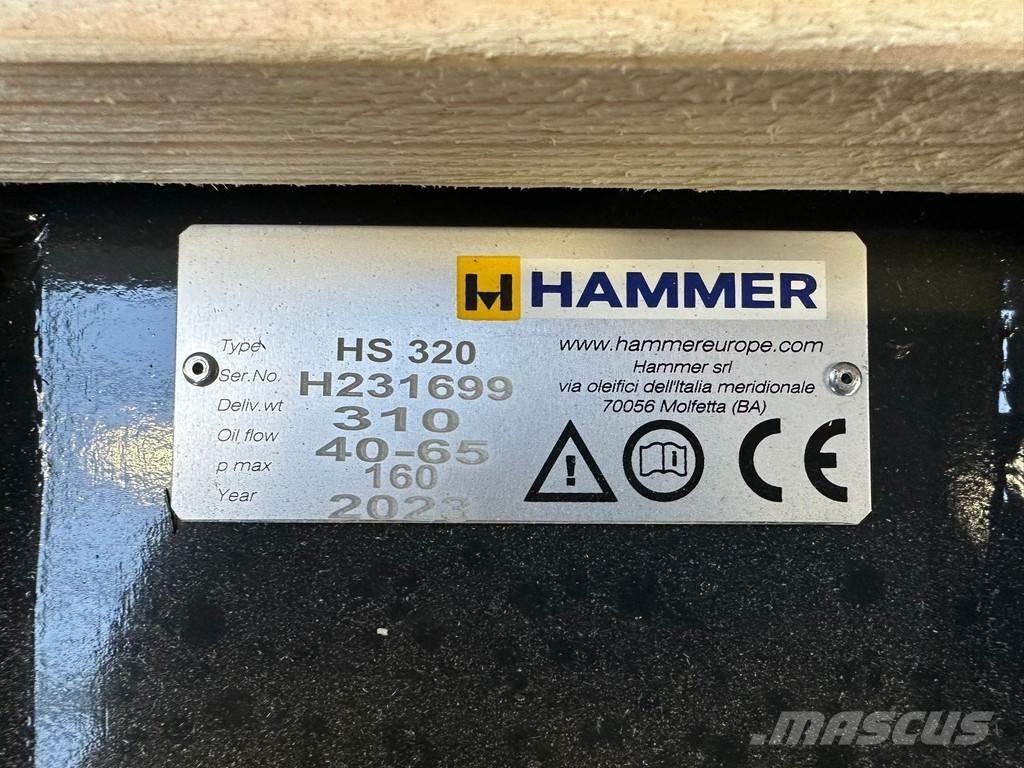 HAMMER
Type HS 320
Ser.No. H231699
Deliv.wt 310
Oil flow 40-65
p max 160
Year 2023
www.hammereurope.com
Hammer srl
via oleifici dell'Italia meridionale
70056 Molfetta (BA)
CE
MASCUS